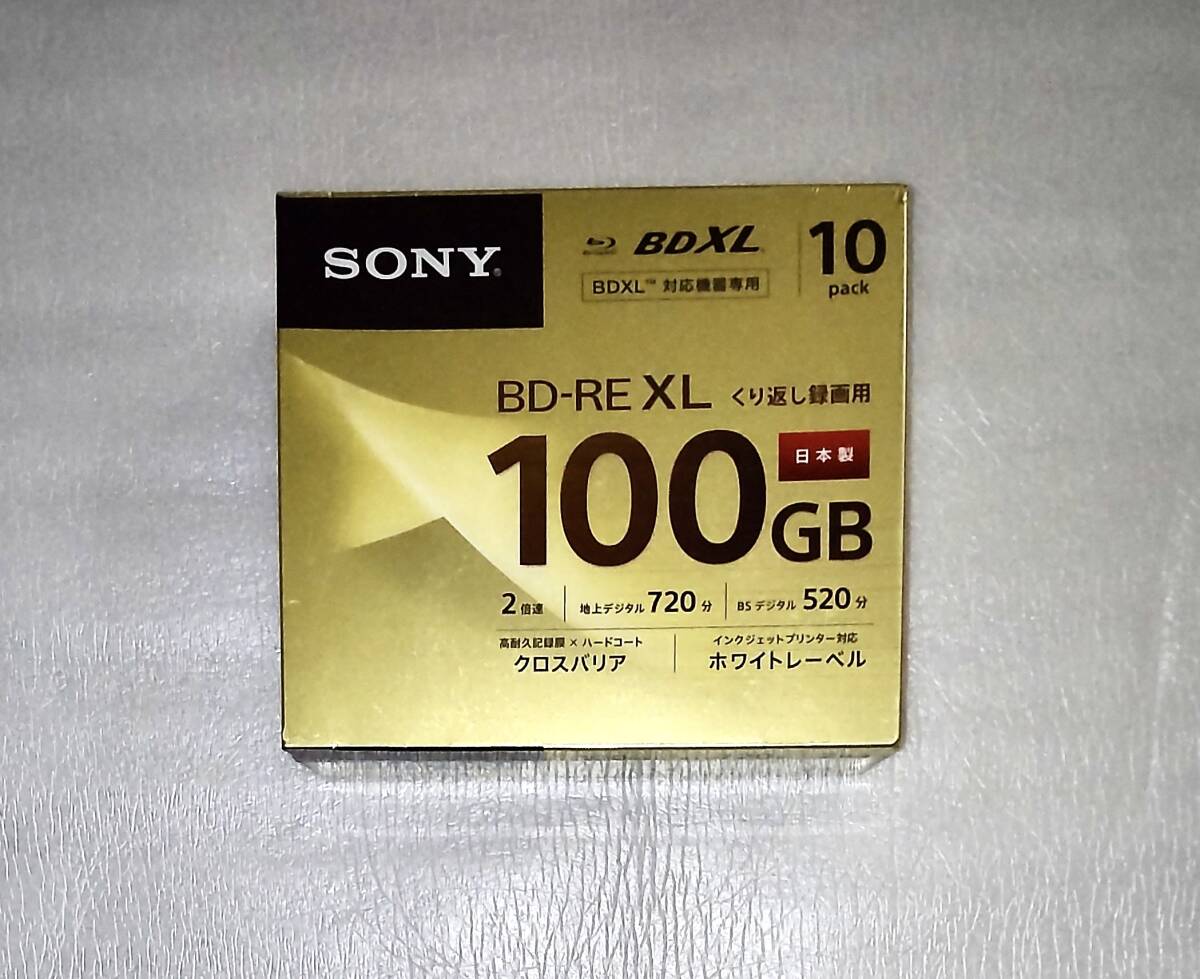 SONY
BDXL
10
pack
BDXL™ 対応機器専用
BD-RE XL くり返し録画用
日本製
100GB
2倍速 地上デジタル 720分 BSデジタル 520分
高耐久記録膜×ハードコート
クロスバリア
インクジェットプリンター対応
ホワイトレーベル